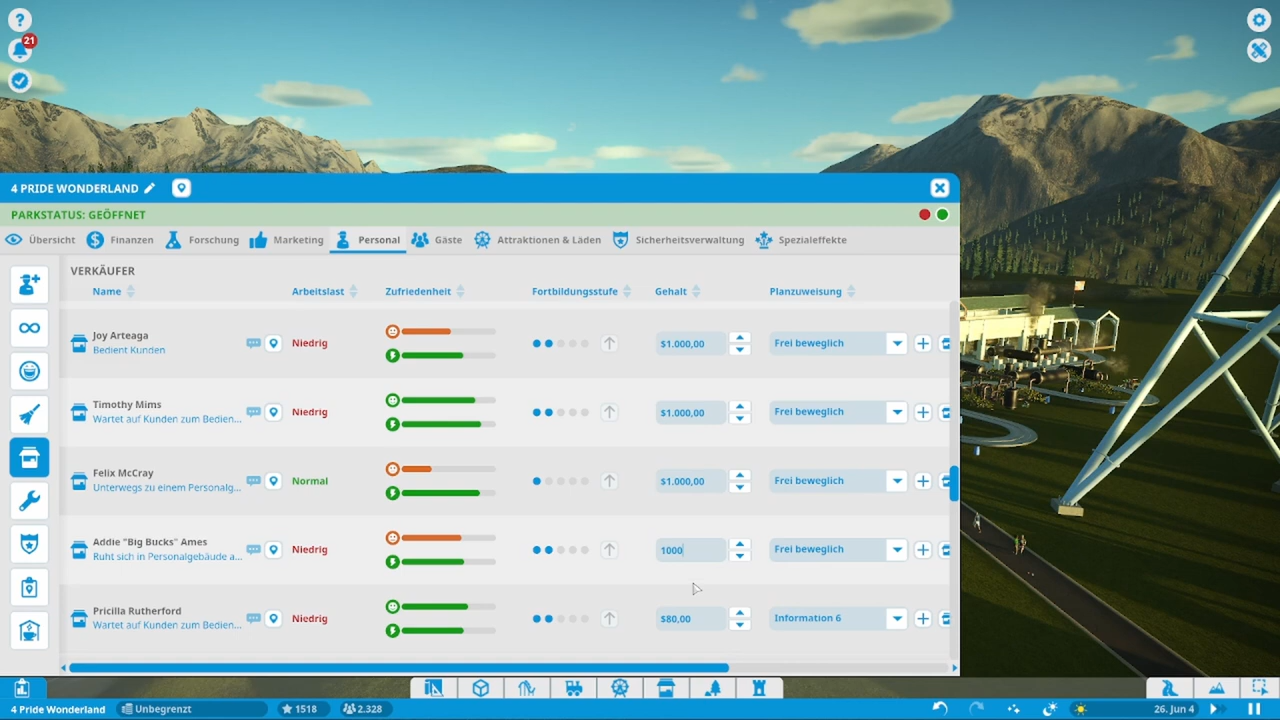 ?
21
4 PRIDE WONDERLAND
PARKSTATUS: GEÖFFNET
Übersicht Finanzen Forschung Marketing Personal Gäste Attraktionen & Läden Sicherheitsverwaltung Spezialeffekte
VERKÄUFER
Name Arbeitslast Zufriedenheit Fortbildungsstufe Gehalt Planzuweisung
Joy Arteaga
Bedient Kunden
Niedrig $1.000,00 Frei beweglich
Timothy Mims
Wartet auf Kunden zum Bedien...
Niedrig $1.000,00 Frei beweglich
Felix McCray
Unterwegs zu einem Personalg...
Normal $1.000,00 Frei beweglich
Addie "Big Bucks" Ames
Ruht sich in Personalgebäude a...
Niedrig 1000 Frei beweglich
Pricilla Rutherford
Wartet auf Kunden zum Bedien...
Niedrig $80,00 Information 6
4 Pride Wonderland Unbegrenzt 1518 2.328 26. Jun 4